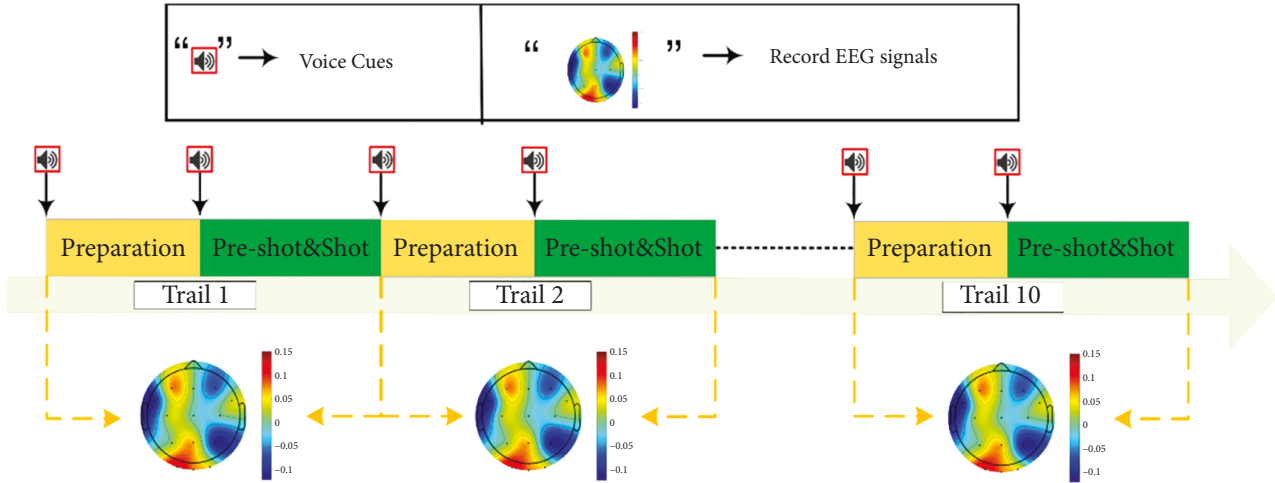 “ ” Voice Cues
“ ” Record EEG signals
Preparation Pre-shot&Shot Preparation Pre-shot&Shot Preparation Pre-shot&Shot
Trail 1 Trail 2 Trail 10
0.15 0.15 0.15
0.1 0.1 0.1
0.05 0.05 0.05
0 0 0
−0.05 −0.05 −0.05
−0.1 −0.1 −0.1